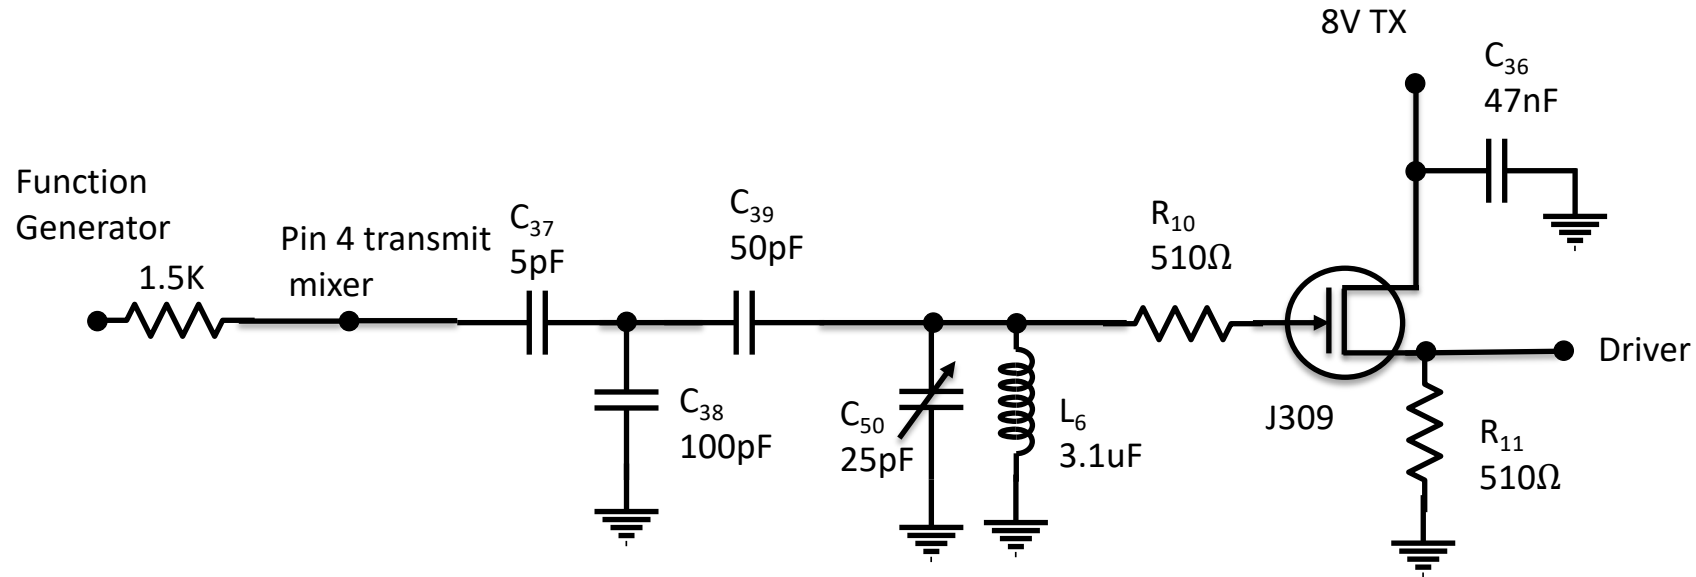 8V TX
C₃₆
47nF
Function
Generator
1.5K
Pin 4 transmit
mixer
C₃₇
5pF
C₃₉
50pF
R₁₀
510Ω
C₃₈
100pF
C₅₀
25pF
L₆
3.1uF
J309
Driver
R₁₁
510Ω